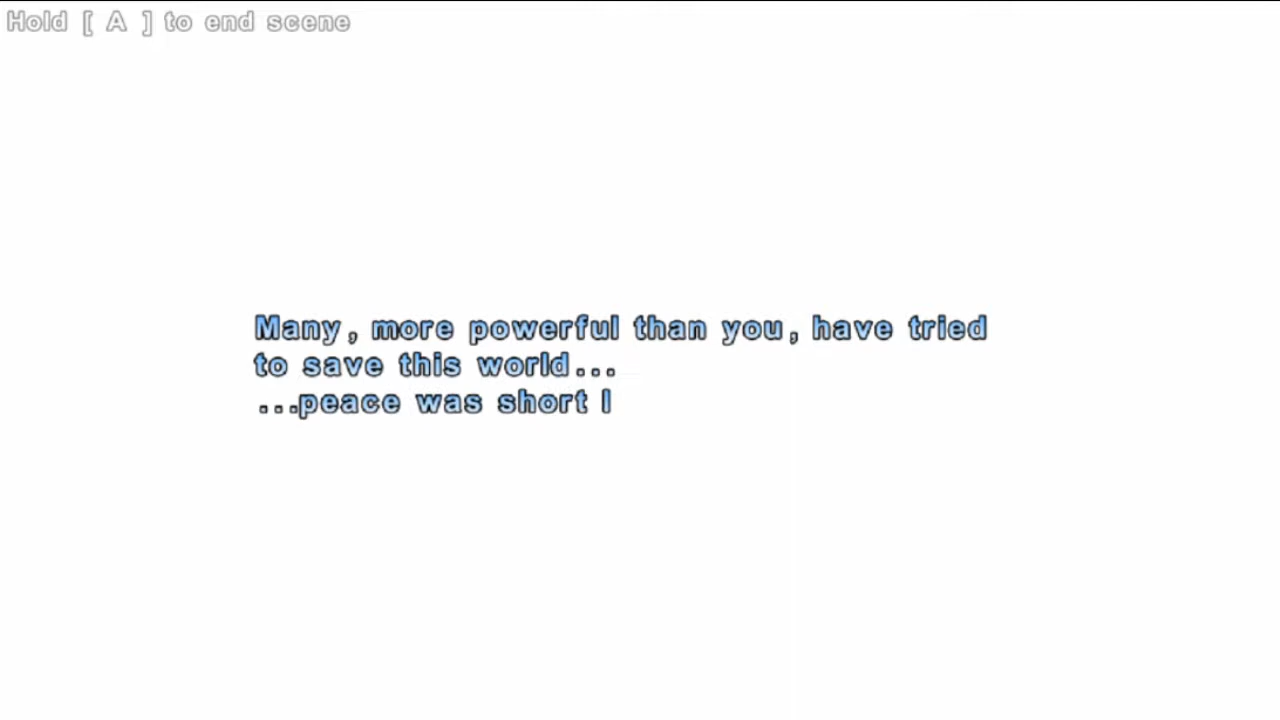 Hold [ A ] to end scene
Many, more powerful than you, have tried
to save this world...
...peace was short l